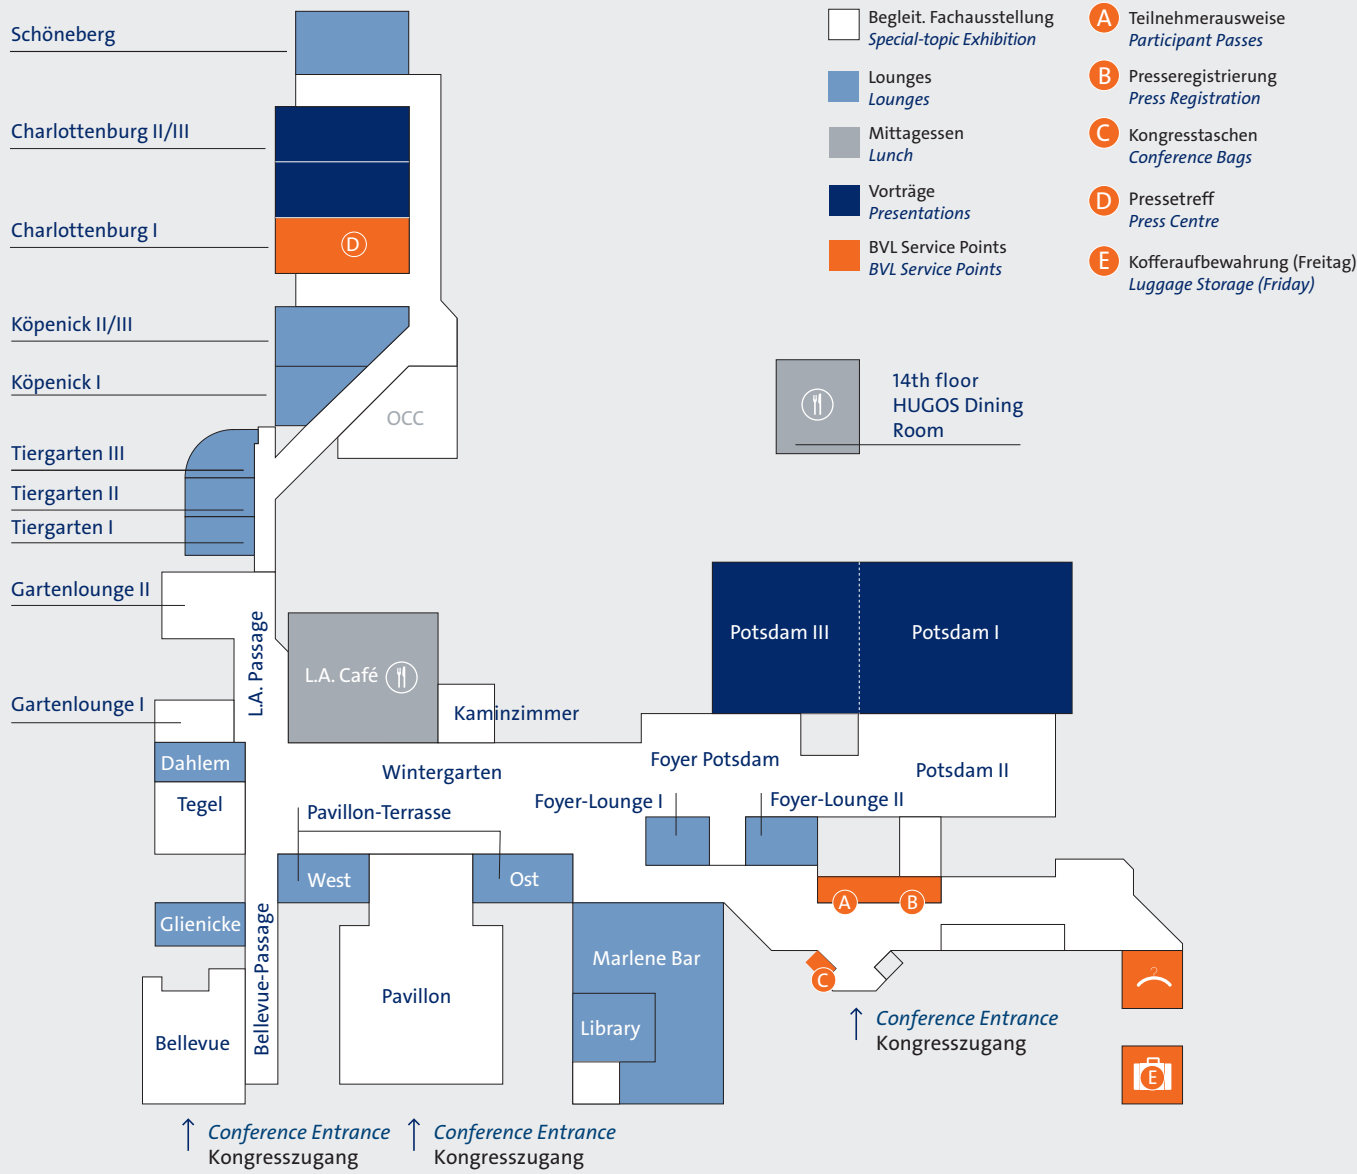 Schöneberg
Charlottenburg II/III
Charlottenburg I
D
Köpenick II/III
Köpenick I
OCC
Tiergarten III
Tiergarten II
Tiergarten I
Gartenlounge II
L.A. Passage
L.A. Café
Gartenlounge I
Kaminzimmer
Dahlem
Wintergarten
Tegel
Pavillon-Terrasse
West
Ost
Glienicke
Bellevue-Passage
Bellevue
Pavillon
Marlene Bar
Library
Foyer-Lounge I
Foyer-Lounge II
Foyer Potsdam
Potsdam II
Potsdam III
Potsdam I
A
B
C
E
Conference Entrance
Kongresszugang
Conference Entrance
Kongresszugang
Conference Entrance
Kongresszugang
14th floor
HUGOS Dining
Room
Begleit. Fachausstellung
Special-topic Exhibition
Lounges
Lounges
Mittagessen
Lunch
Vorträge
Presentations
BVL Service Points
BVL Service Points
A Teilnehmerausweise
Participant Passes
B Presseregistrierung
Press Registration
C Kongresstaschen
Conference Bags
D Pressetreff
Press Centre
E Kofferaufbewahrung (Freitag)
Luggage Storage (Friday)